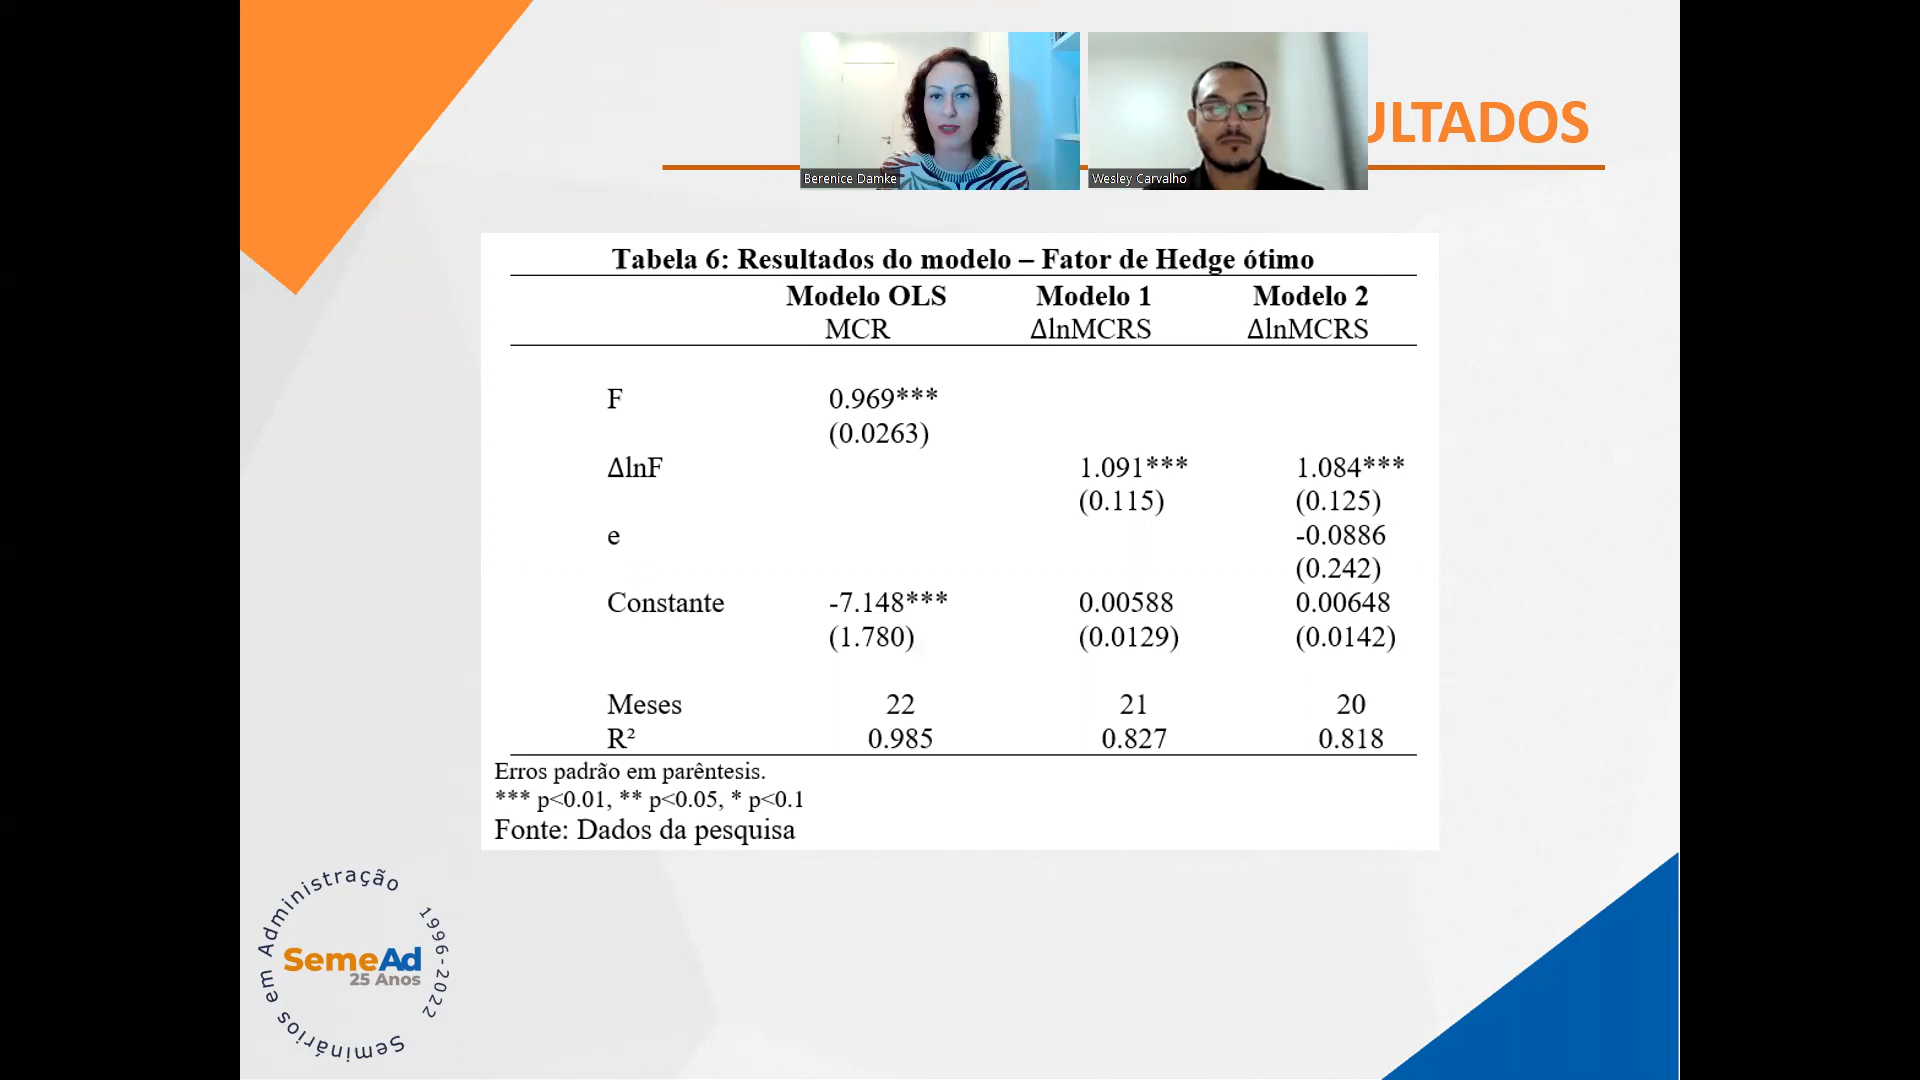 ULTADOS
Berenice Damke
Wesley Carvalho
Tabela 6: Resultados do modelo – Fator de Hedge ótimo
Modelo OLS Modelo 1 Modelo 2
MCR ΔlnMCRS ΔlnMCRS
F 0.969***
(0.0263)
ΔlnF 1.091*** 1.084***
(0.115) (0.125)
e -0.0886
(0.242)
Constante -7.148*** 0.00588 0.00648
(1.780) (0.0129) (0.0142)
Meses 22 21 20
R² 0.985 0.827 0.818
Erros padrão em parêntesis.
*** p<0.01, ** p<0.05, * p<0.1
Fonte: Dados da pesquisa
Seminários em Administração
1996-2022
SemeAd
25 Anos